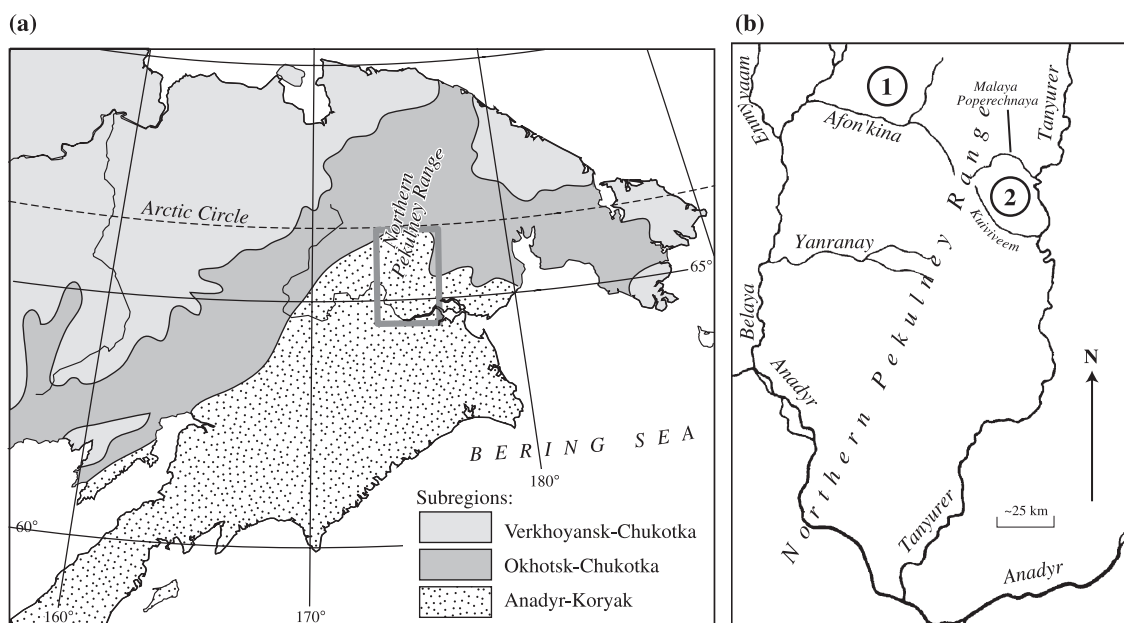 (a)
Arctic Circle
Northern
Pekulney Range
65°
BERING SEA
180°
60°
160°
170°
Subregions:
Verkhoyansk-Chukotka
Okhotsk-Chukotka
Anadyr-Koryak
(b)
Enmyvaam
1
Afon'kina
Malaya
Poperechnaya
Tanyurer
2
Kuiviveem
Yanranay
Belaya
Anadyr
Northern Pekulney Range
N
~25 km
Tanyurer
Anadyr